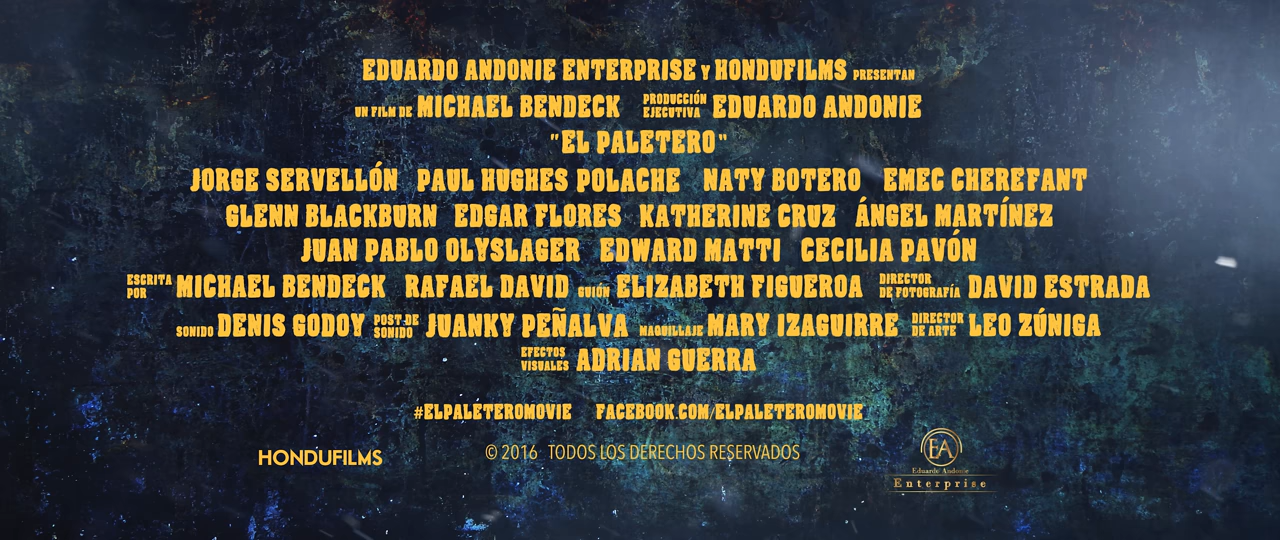 EDUARDO ANDONIE ENTERPRISE Y HONDUFILMS PRESENTAN
UN FILM DE MICHAEL BENDECK PRODUCCIÓN EJECUTIVA EDUARDO ANDONIE
"EL PALETERO"
JORGE SERVELLÓN PAUL HUGHES POLACHE NATY BOTERO EMEC CHEREFANT
GLENN BLACKBURN EDGAR FLORES KATHERINE CRUZ ÁNGEL MARTÍNEZ
JUAN PABLO OLYSLAGER EDWARD MATTI CECILIA PAVÓN
ESCRITA POR MICHAEL BENDECK RAFAEL DAVID GUIÓN ELIZABETH FIGUEROA DIRECTOR DE FOTOGRAFÍA DAVID ESTRADA
SONIDO DENIS GODOY POST DE SONIDO JUANKY PEÑALVA MAQUILLAJE MARY IZAGUIRRE DIRECTOR DE ARTE LEO ZÚNIGA
EFECTOS VISUALES ADRIAN GUERRA
#ELPALETEROMOVIE FACEBOOK.COM/ELPALETEROMOVIE
HONDUFILMS
© 2016 TODOS LOS DERECHOS RESERVADOS
EA
Eduardo Andonie
Enterprise